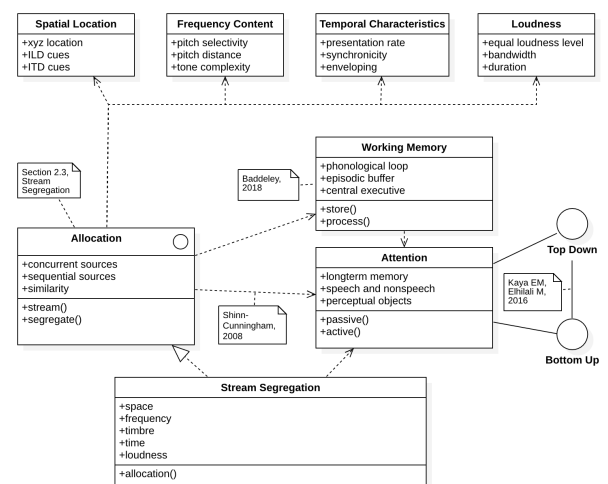 Spatial Location
+xyz location
+ILD cues
+ITD cues
Frequency Content
+pitch selectivity
+pitch distance
+tone complexity
Temporal Characteristics
+presentation rate
+synchronicity
+enveloping
Loudness
+equal loudness level
+bandwidth
+duration
Section 2.3,
Stream
Segregation
Baddeley,
2018
Working Memory
+phonological loop
+episodic buffer
+central executive
+store()
+process()
Allocation
+concurrent sources
+sequential sources
+similarity
+stream()
+segregate()
Shinn-
Cunningham,
2008
Attention
+longterm memory
+speech and nonspeech
+perceptual objects
+passive()
+active()
Top Down
Kaya EM,
Elhilali M,
2016
Bottom Up
Stream Segregation
+space
+frequency
+timbre
+time
+loudness
+allocation()